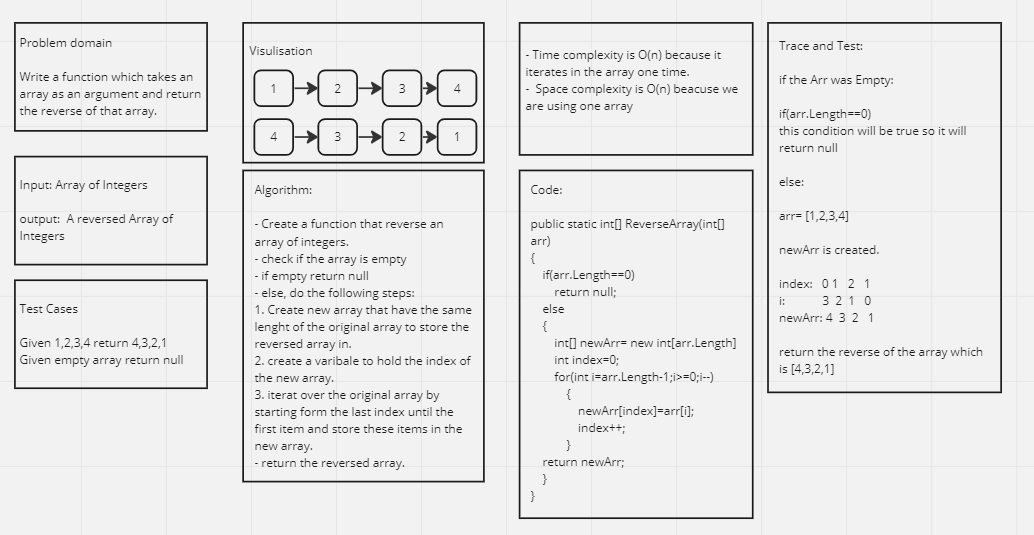 Problem domain
Write a function which takes an
array as an argument and return
the reverse of that array.
Input: Array of Integers
output:  A reversed Array of
Integers
Test Cases
Given 1,2,3,4 return 4,3,2,1
Given empty array return null
Visulisation
1 2 3 4
4 3 2 1
Algorithm:
- Create a function that reverse an
array of integers.
- check if the array is empty
- if empty return null
- else, do the following steps:
1. Create new array that have the same
lenght of the original array to store the
reversed array in.
2. create a varibale to hold the index of
the new array.
3. iterat over the original array by
starting form the last index until the
first item and store these items in the
new array.
- return the reversed array.
- Time complexity is O(n) because it
iterates in the array one time.
-  Space complexity is O(n) beacuse we
are using one array
Code:
public static int[] ReverseArray(int[]
arr)
{
if(arr.Length==0)
return null;
else
{
int[] newArr= new int[arr.Length]
int index=0;
for(int i=arr.Length-1;i>=0;i--)
{
newArr[index]=arr[i];
index++;
}
return newArr;
}
}
Trace and Test:
if the Arr was Empty:
if(arr.Length==0)
this condition will be true so it will
return null
else:
arr= [1,2,3,4]
newArr is created.
index:   0 1   2   1
i:           3  2  1   0
newArr: 4  3  2   1
return the reverse of the array which
is [4,3,2,1]